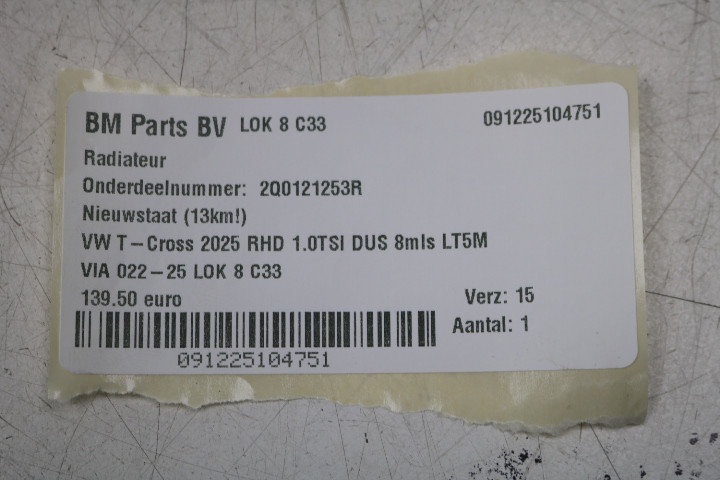 BM Parts BV LOK 8 C33 091225104751
Radiateur
Onderdeelnummer: 2Q0121253R
Nieuwstaat (13km!)
VW T-Cross 2025 RHD 1.0TSI DUS 8mls LT5M
VIA 022-25 LOK 8 C33
139.50 euro Verz: 15
Aantal: 1
091225104751